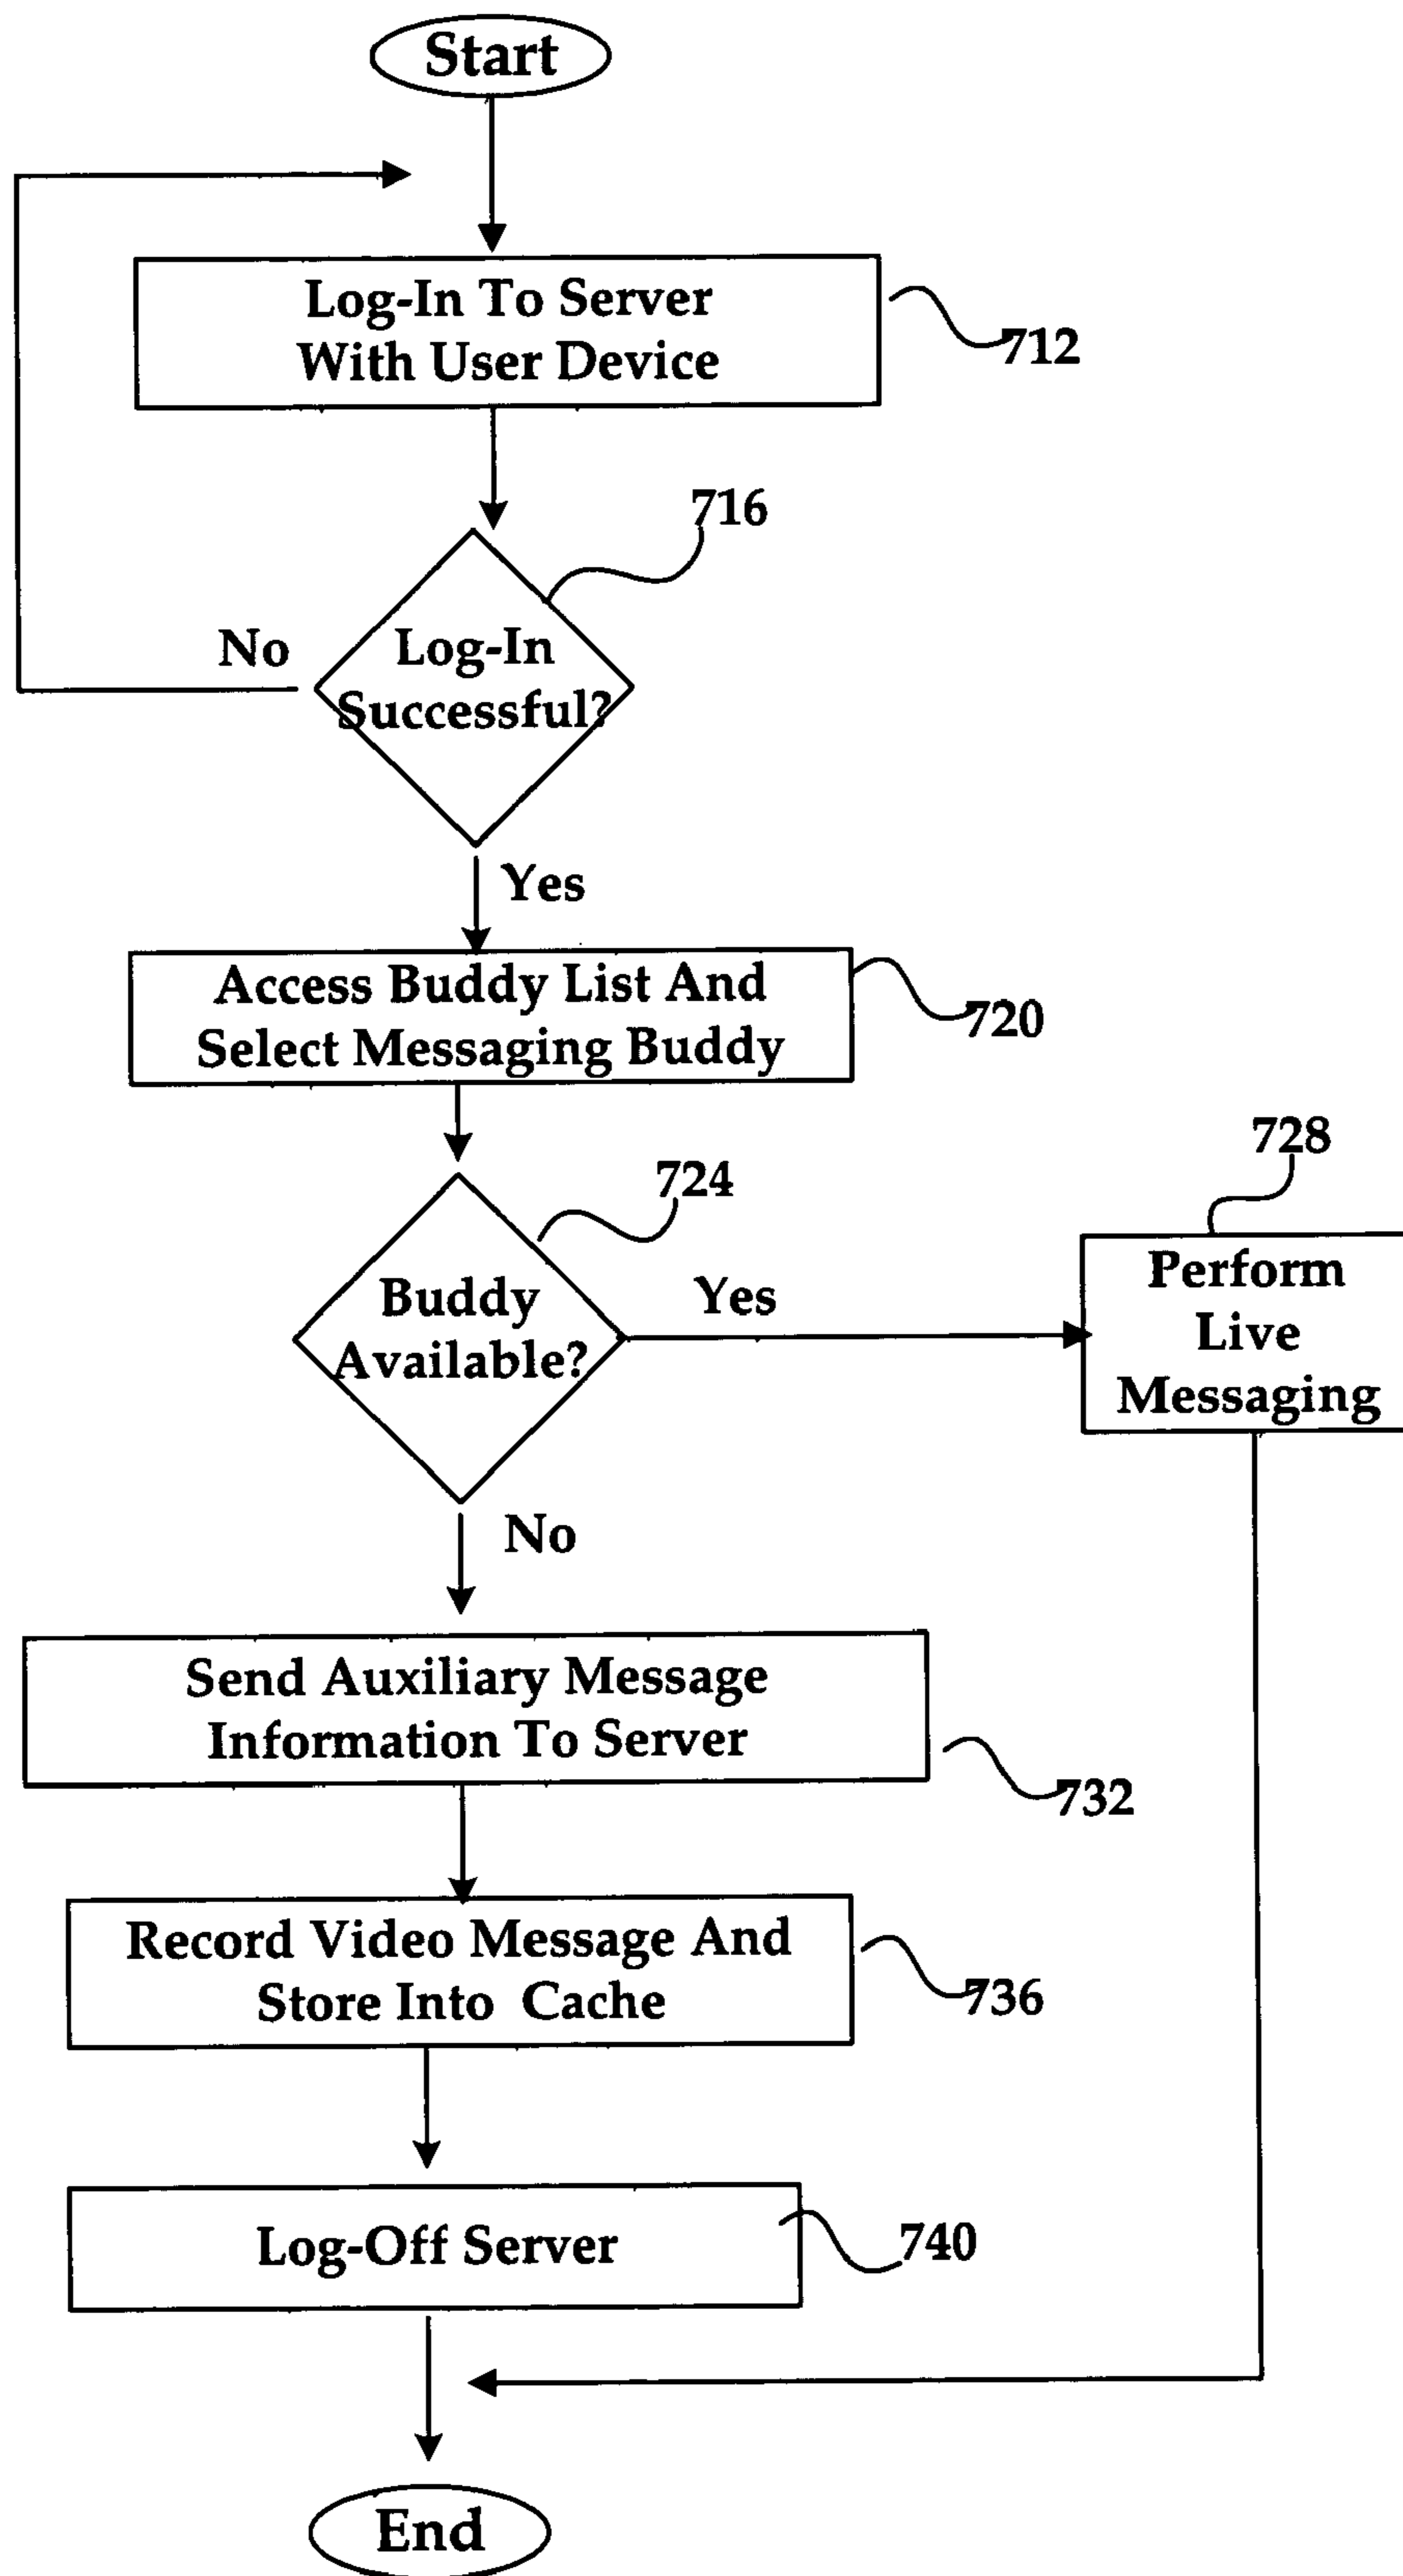 Start
Log-In To Server
With User Device
712
716
No
Log-In
Successful?
Yes
Access Buddy List And
Select Messaging Buddy
720
728
724
Buddy
Available?
Yes
Perform
Live
Messaging
No
Send Auxiliary Message
Information To Server
732
Record Video Message And
Store Into Cache
736
Log-Off Server
740
End